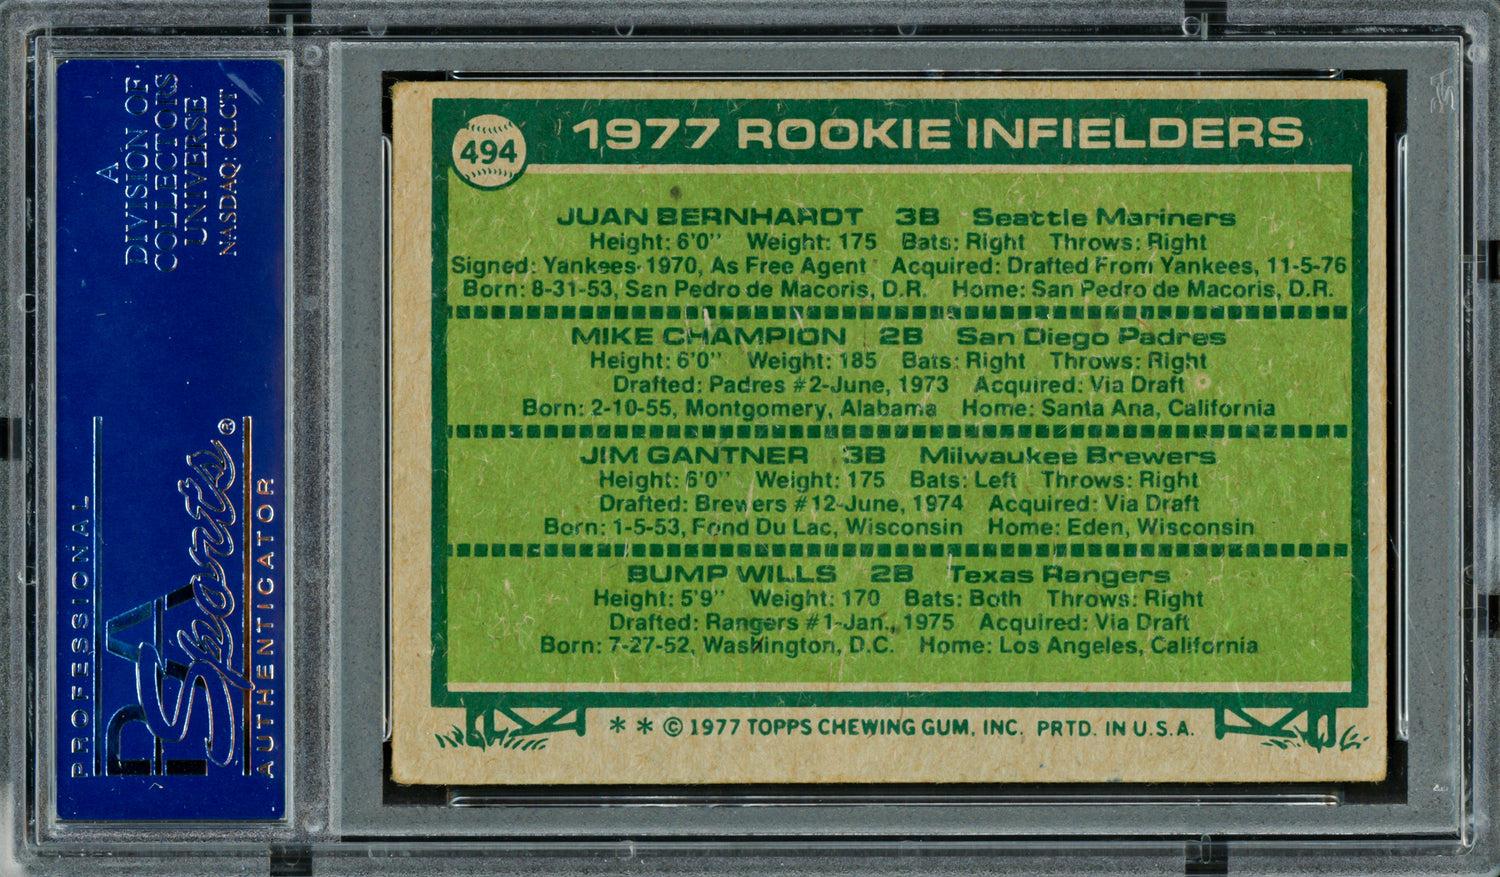 A
DIVISION OF
COLLECTORS
UNIVERSE
NASDAQ: CLCT
PROFESSIONAL
PSA
Sports®
AUTHENTICATOR
494
1977 ROOKIE INFIELDERS
JUAN BERNHARDT 3B Seattle Mariners
Height: 6'0" Weight: 175 Bats: Right Throws: Right
Signed: Yankees-1970, As Free Agent Acquired: Drafted From Yankees, 11-5-76
Born: 8-31-53, San Pedro de Macoris, D.R. Home: San Pedro de Macoris, D.R.
MIKE CHAMPION 2B San Diego Padres
Height: 6'0" Weight: 185 Bats: Right Throws: Right
Drafted: Padres #2-June, 1973 Acquired: Via Draft
Born: 2-10-55, Montgomery, Alabama Home: Santa Ana, California
JIM GANTNER 3B Milwaukee Brewers
Height: 6'0" Weight: 175 Bats: Left Throws: Right
Drafted: Brewers #12-June, 1974 Acquired: Via Draft
Born: 1-5-53, Fond Du Lac, Wisconsin Home: Eden, Wisconsin
BUMP WILLS 2B Texas Rangers
Height: 5'9" Weight: 170 Bats: Both Throws: Right
Drafted: Rangers #1-Jan., 1975 Acquired: Via Draft
Born: 7-27-52, Washington, D.C. Home: Los Angeles, California
* * © 1977 TOPPS CHEWING GUM, INC. PRTD. IN U.S.A.